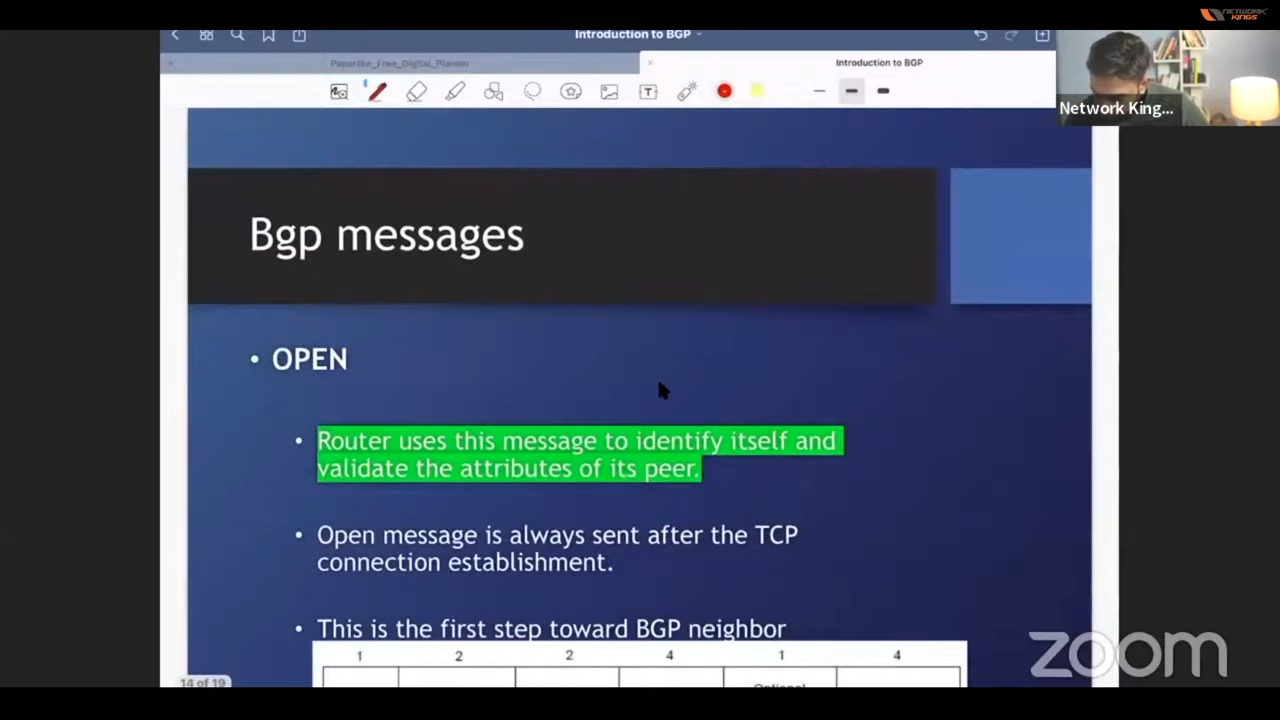 NETWORK
KINGS
Introduction to BGP
Paperlike_Free_Digital_Planner
Introduction to BGP
Network King...
Bgp messages
• OPEN
• Router uses this message to identify itself and
validate the attributes of its peer.
• Open message is always sent after the TCP
connection establishment.
• This is the first step toward BGP neighbor
1 2 2 4 1 4
Optional
14 of 19
zoom